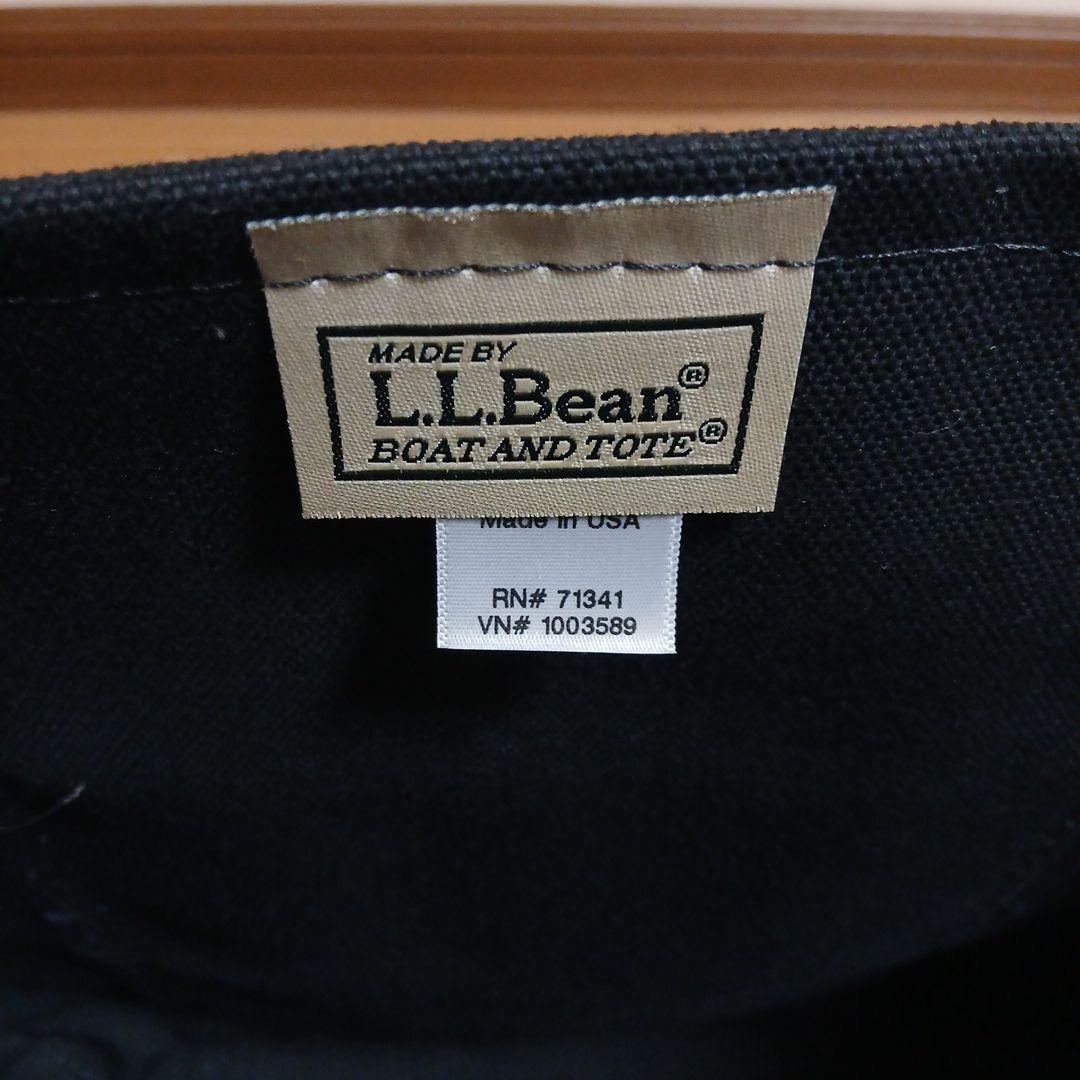 MADE BY
L.L.Bean®
BOAT AND TOTE®
Made in USA
RN# 71341
VN# 1003589